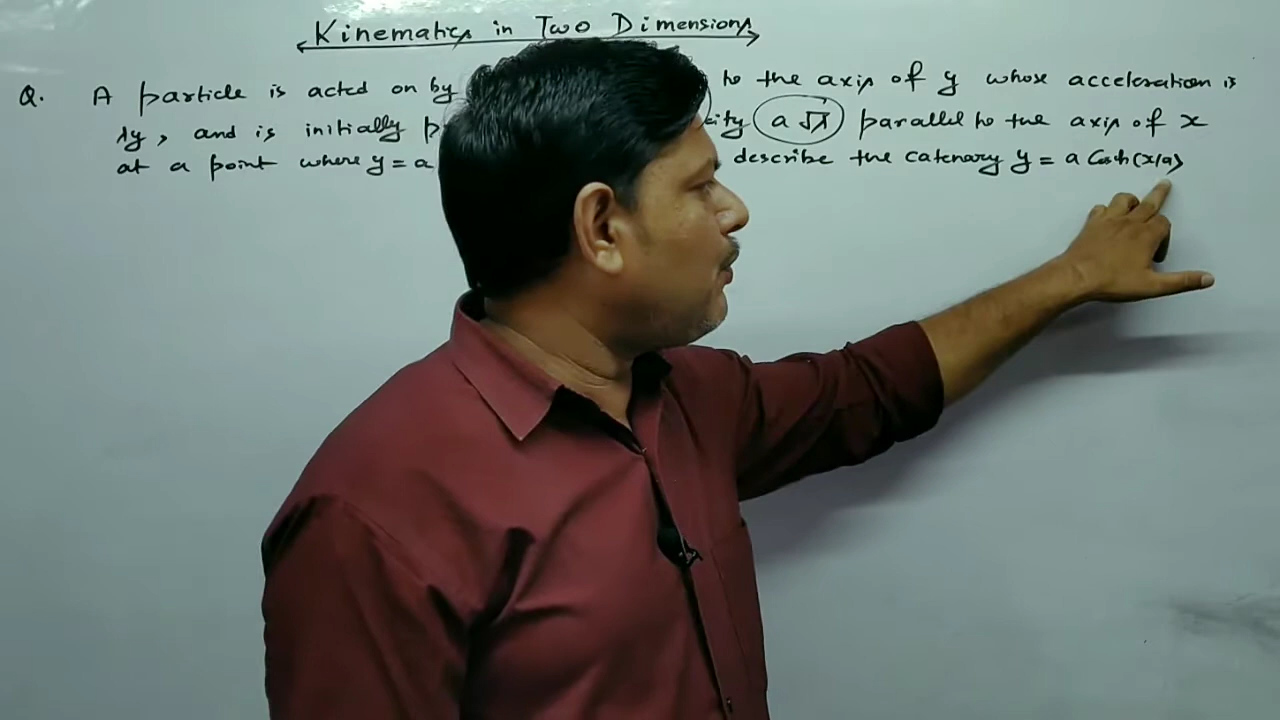 Kinematics in Two Dimensions
Q. A particle is acted on by to the axis of y whose acceleration is
λy, and is initially a√λ parallel to the axis of x
at a point where y = a describe the catenary y = a Cosh(x/a)